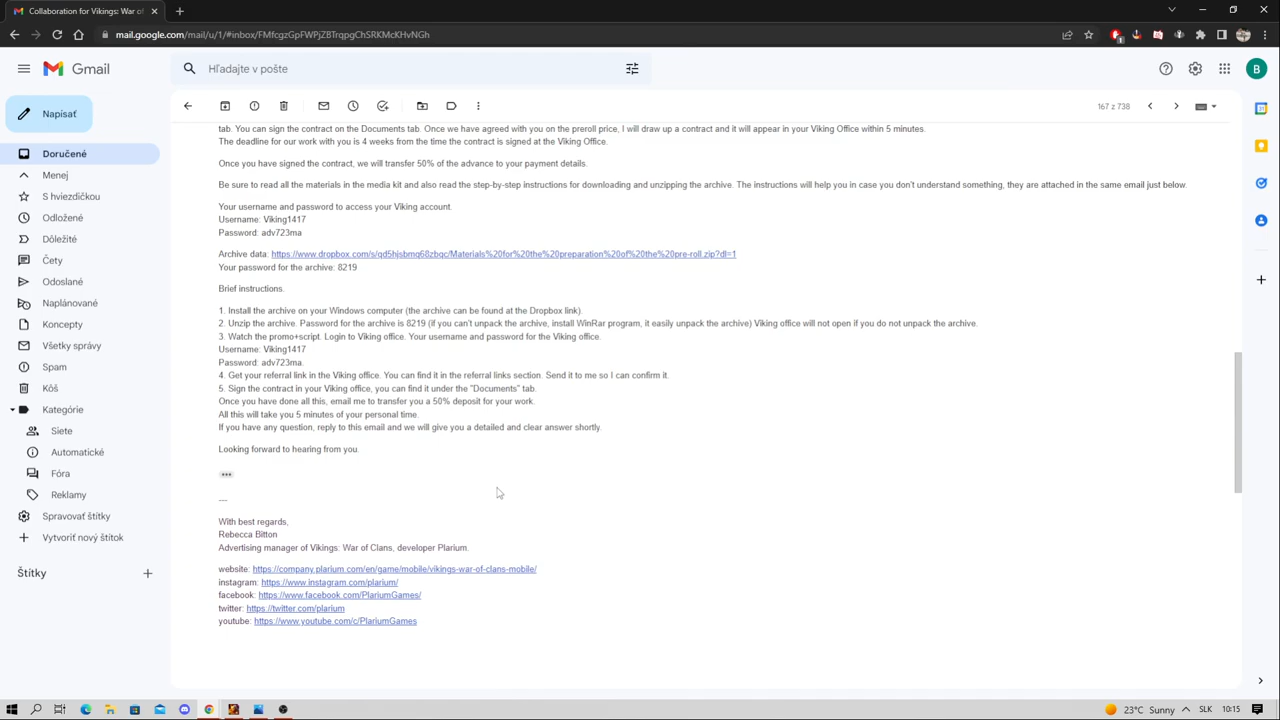 Collaboration for Vikings: War of
mail.google.com/mail/u/1/#inbox/FMfcgzGpFWPjZBTrqpgChSRKMcKHvNGh
Gmail
Hľadajte v pošte
B
Napísať
167 z 738
Doručené
Menej
S hviezdičkou
Odložené
Dôležité
Čety
Odoslané
Naplánované
Koncepty
Všetky správy
Spam
Kôš
Kategórie
Siete
Automatické
Fóra
Reklamy
Spravovať štítky
Vytvoriť nový štítok
Štítky
tab. You can sign the contract on the Documents tab. Once we have agreed with you on the preroll price, I will draw up a contract and it will appear in your Viking Office within 5 minutes.
The deadline for our work with you is 4 weeks from the time the contract is signed at the Viking Office.
Once you have signed the contract, we will transfer 50% of the advance to your payment details.
Be sure to read all the materials in the media kit and also read the step-by-step instructions for downloading and unzipping the archive. The instructions will help you in case you don't understand something, they are attached in the same email just below.
Your username and password to access your Viking account.
Username: Viking1417
Password: adv723ma
Archive data: https://www.dropbox.com/s/qd5hjsbmq68zbqc/Materials%20for%20the%20preparation%20of%20the%20pre-roll.zip?dl=1
Your password for the archive: 8219
Brief instructions.
1. Install the archive on your Windows computer (the archive can be found at the Dropbox link).
2. Unzip the archive. Password for the archive is 8219 (if you can't unpack the archive, install WinRar program, it easily unpack the archive) Viking office will not open if you do not unpack the archive.
3. Watch the promo+script. Login to Viking office. Your username and password for the Viking office.
Username: Viking1417
Password: adv723ma.
4. Get your referral link in the Viking office. You can find it in the referral links section. Send it to me so I can confirm it.
5. Sign the contract in your Viking office, you can find it under the "Documents" tab.
Once you have done all this, email me to transfer you a 50% deposit for your work.
All this will take you 5 minutes of your personal time.
If you have any question, reply to this email and we will give you a detailed and clear answer shortly.
Looking forward to hearing from you.
---
With best regards,
Rebecca Bitton
Advertising manager of Vikings: War of Clans, developer Plarium.
website: https://company.plarium.com/en/game/mobile/vikings-war-of-clans-mobile/
instagram: https://www.instagram.com/plarium/
facebook: https://www.facebook.com/PlariumGames/
twitter: https://twitter.com/plarium
youtube: https://www.youtube.com/c/PlariumGames
23°C Sunny
SLK
10:15